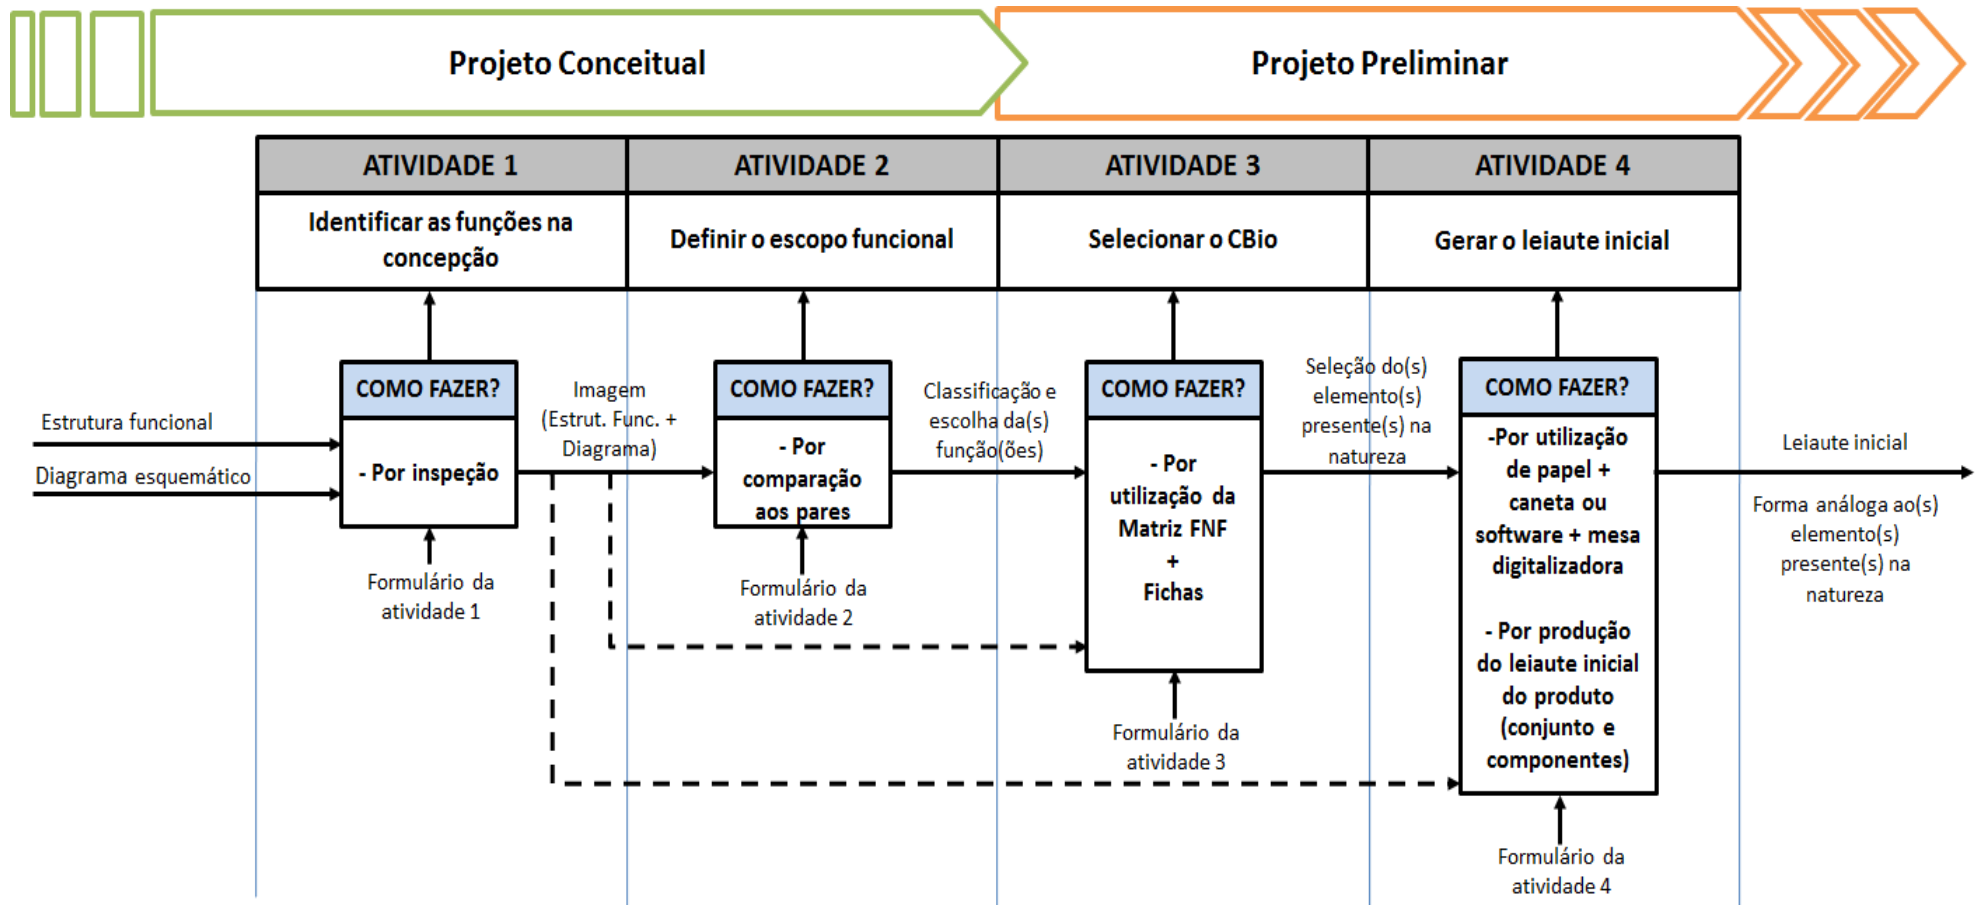 Projeto Conceitual
Projeto Preliminar
ATIVIDADE 1
ATIVIDADE 2
ATIVIDADE 3
ATIVIDADE 4
Identificar as funções na
concepção
Definir o escopo funcional
Selecionar o CBio
Gerar o leiaute inicial
Estrutura funcional
Diagrama esquemático
COMO FAZER?
- Por inspeção
Formulário da
atividade 1
Imagem
(Estrut. Func. +
Diagrama)
COMO FAZER?
- Por
comparação
aos pares
Formulário da
atividade 2
Classificação e
escolha da(s)
função(ões)
COMO FAZER?
- Por
utilização da
Matriz FNF
+
Fichas
Formulário da
atividade 3
Seleção do(s)
elemento(s)
presente(s) na
natureza
COMO FAZER?
-Por utilização
de papel +
caneta ou
software + mesa
digitalizadora
- Por produção
do leiaute inicial
do produto
(conjunto e
componentes)
Formulário da
atividade 4
Leiaute inicial
Forma análoga ao(s)
elemento(s)
presente(s) na
natureza